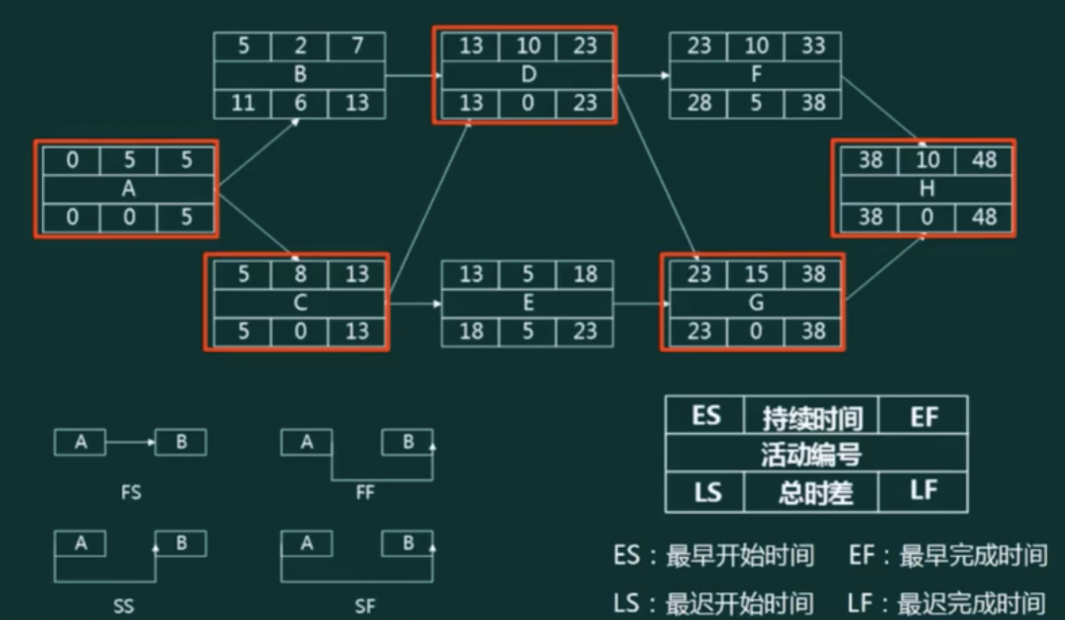 5 2 7
B
11 6 13
13 10 23
D
13 0 23
23 10 33
F
28 5 38
0 5 5
A
0 0 5
38 10 48
H
38 0 48
5 8 13
C
5 0 13
13 5 18
E
18 5 23
23 15 38
G
23 0 38
A B
FS
A B
FF
A B
SS
A B
SF
ES 持续时间 EF
活动编号
LS 总时差 LF
ES：最早开始时间 EF：最早完成时间
LS：最迟开始时间 LF：最迟完成时间